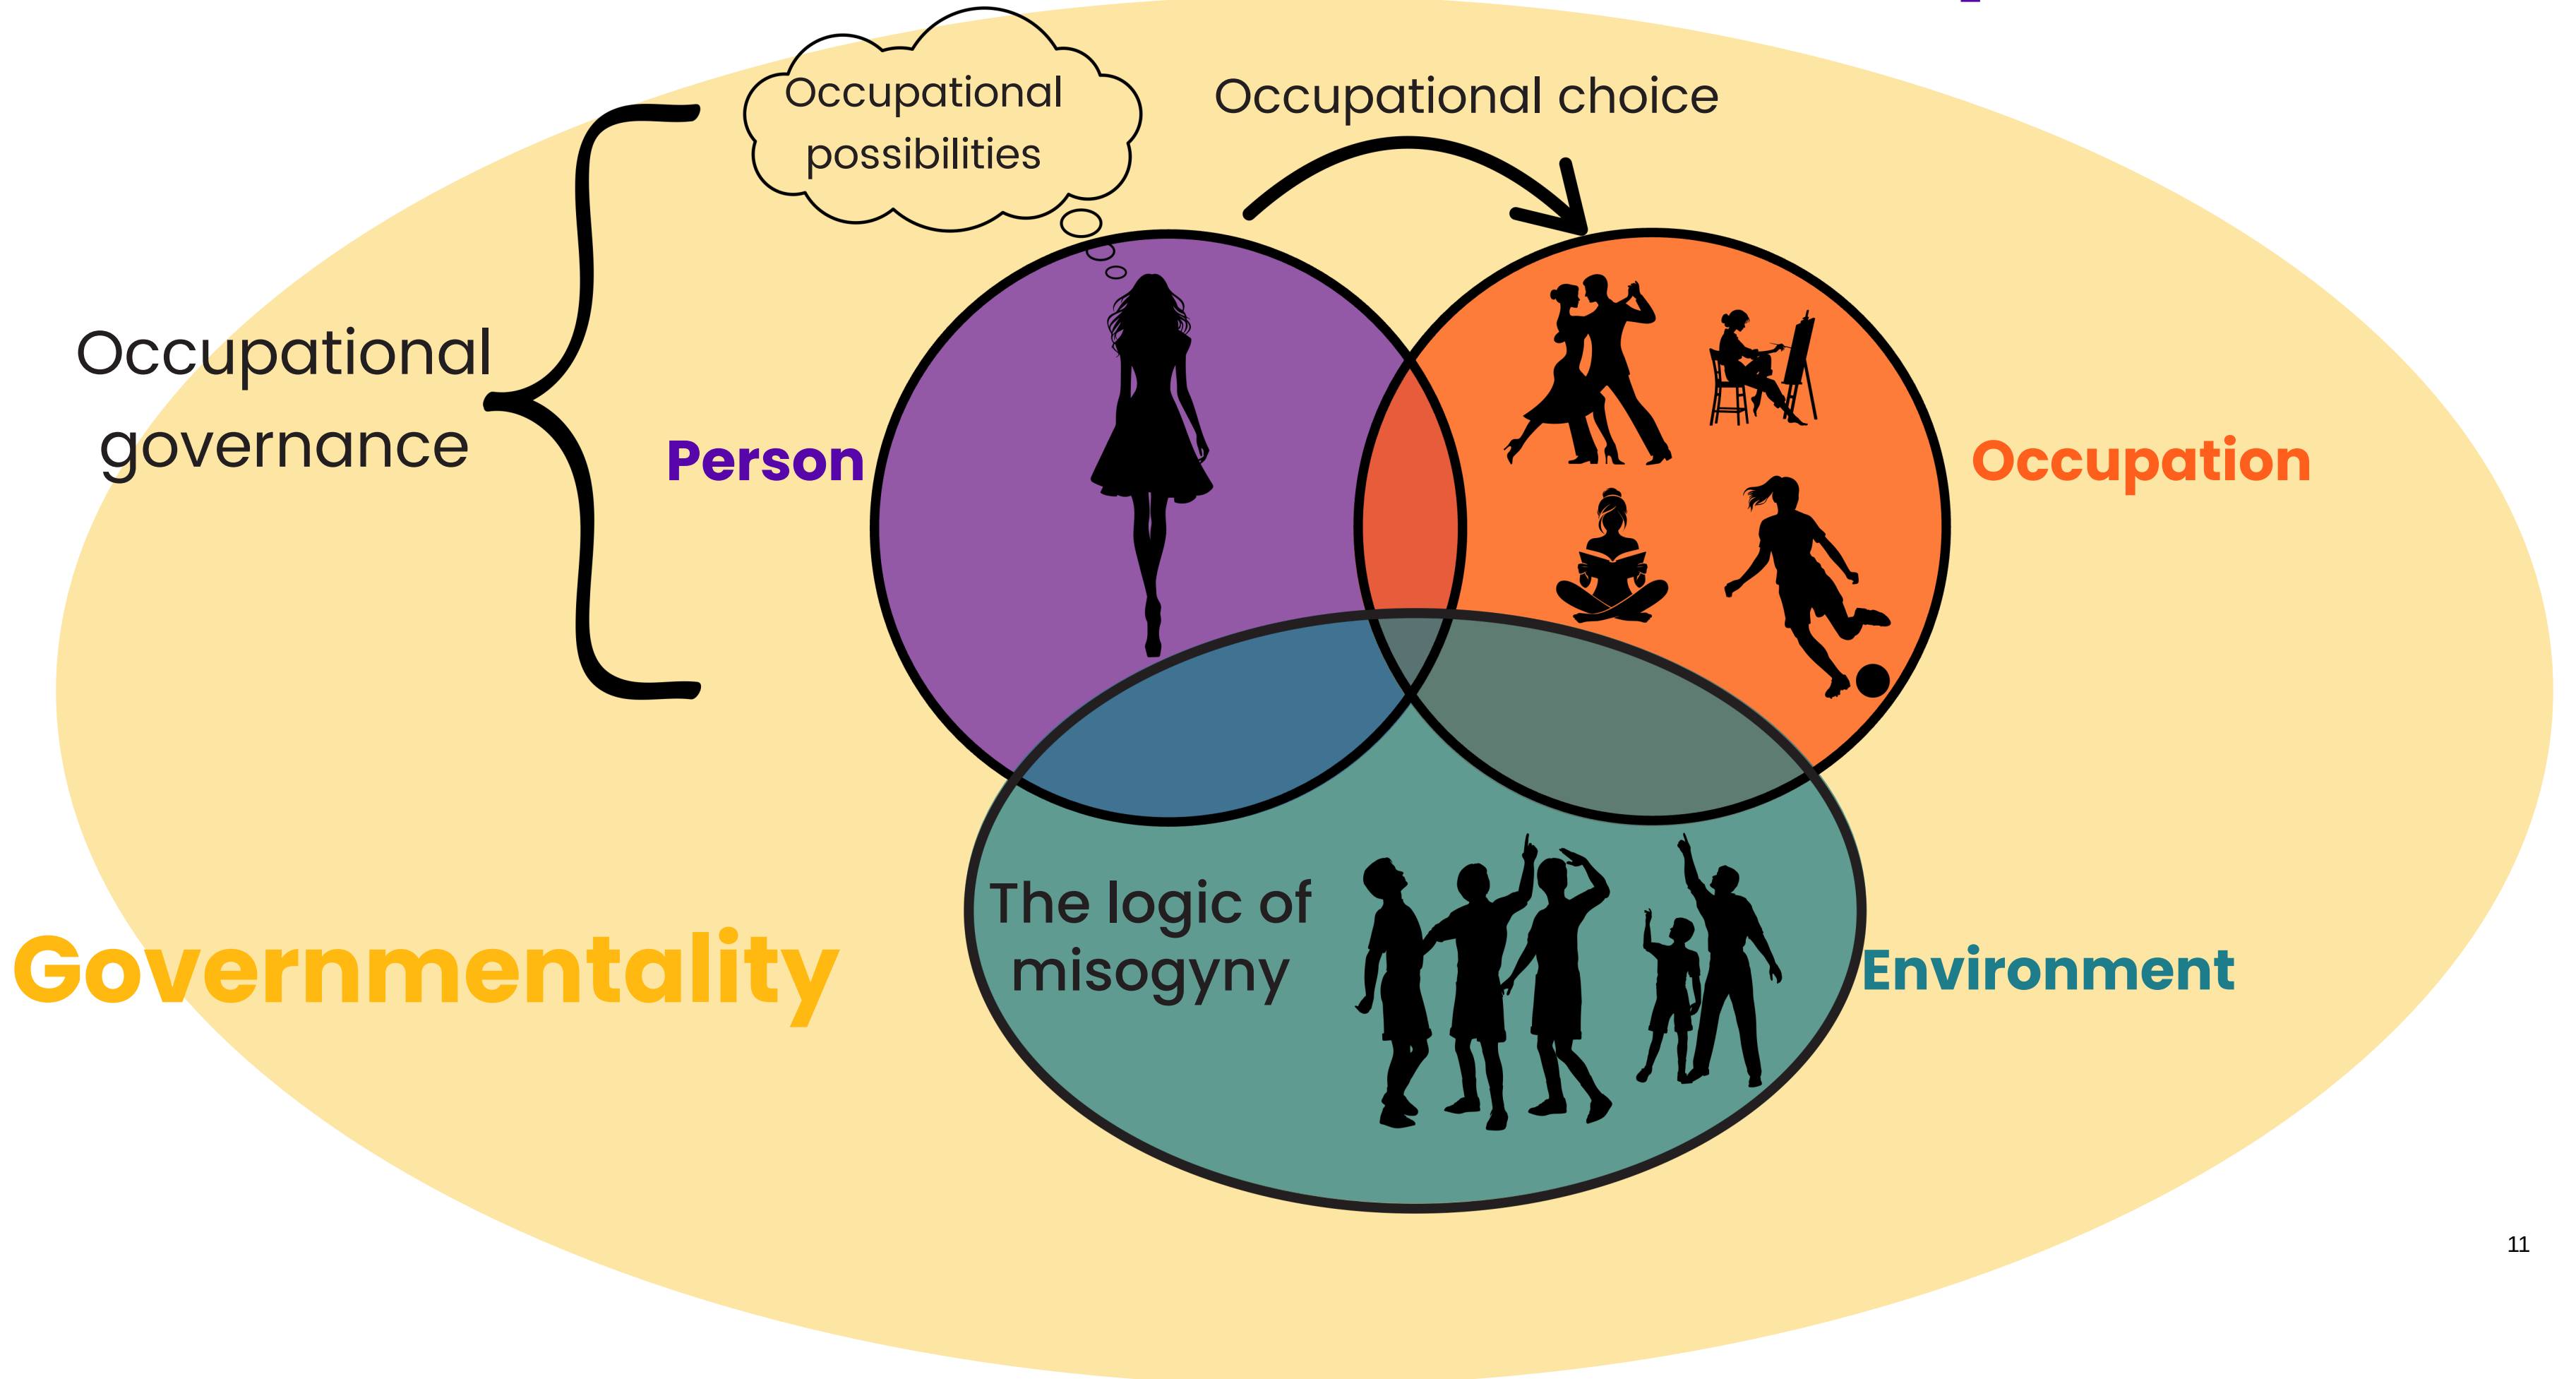 Occupational
possibilities
Occupational choice
Occupational
governance
Person
Occupation
The logic of
misogyny
Governmentality
Environment
11